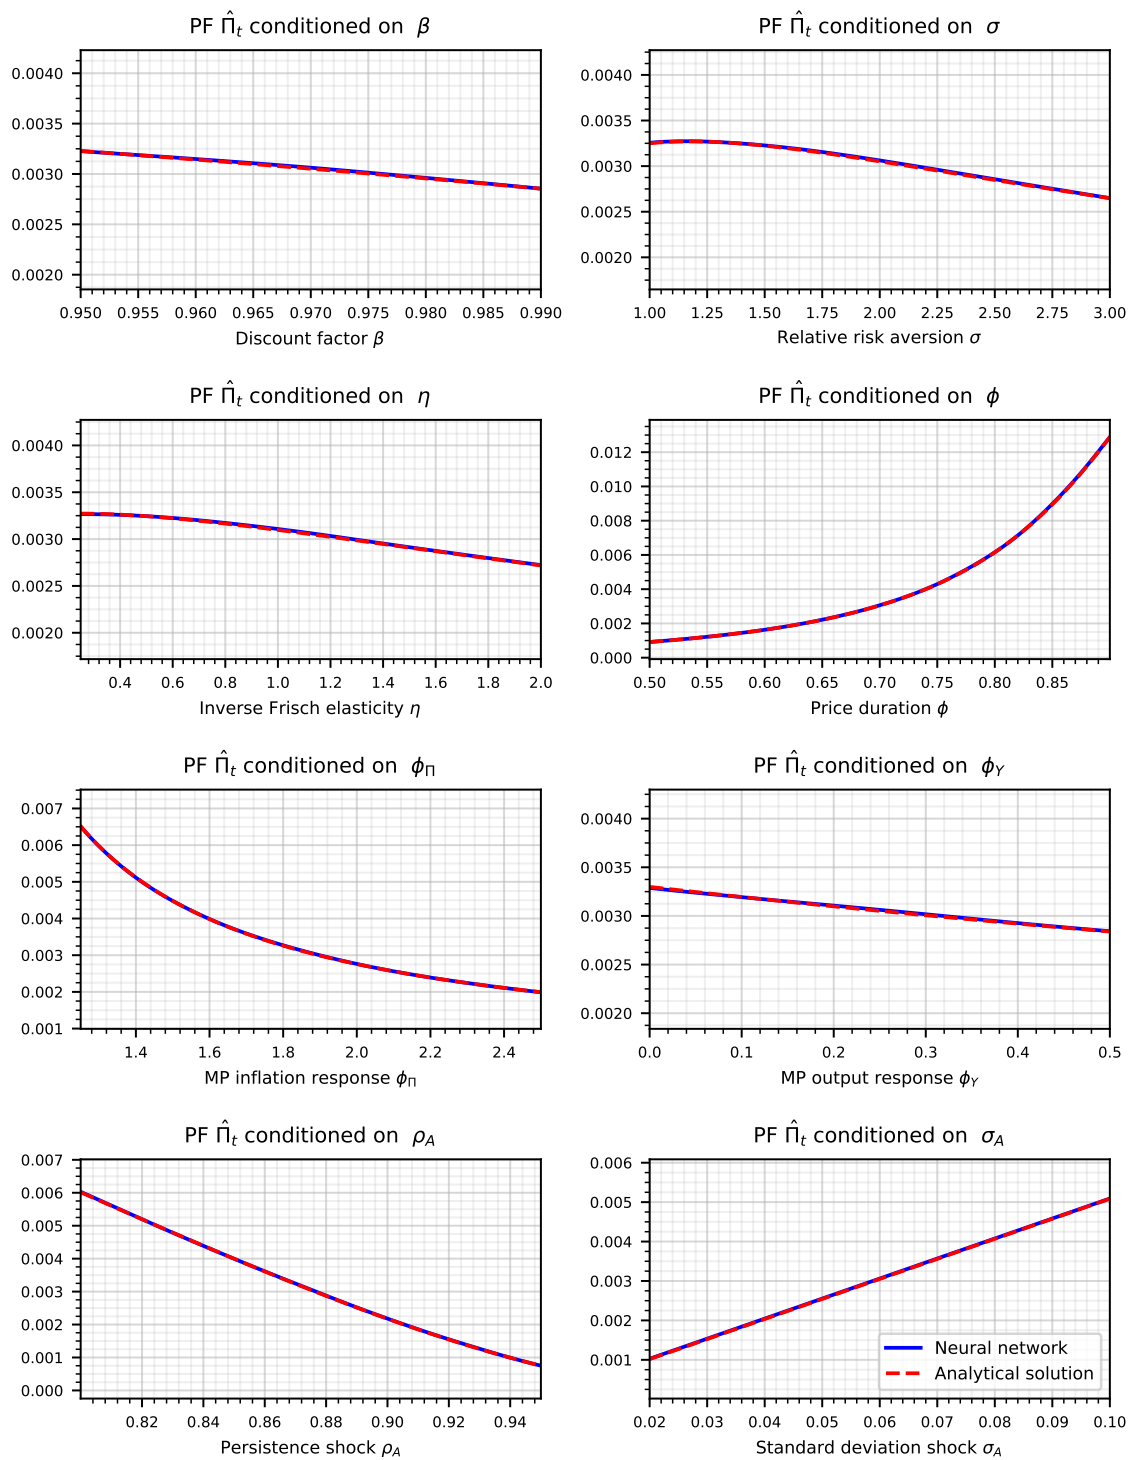 PF Π̂ₜ conditioned on β
0.0040
0.0035
0.0030
0.0025
0.0020
0.950 0.955 0.960 0.965 0.970 0.975 0.980 0.985 0.990
Discount factor β
PF Π̂ₜ conditioned on σ
0.0040
0.0035
0.0030
0.0025
0.0020
1.00 1.25 1.50 1.75 2.00 2.25 2.50 2.75 3.00
Relative risk aversion σ
PF Π̂ₜ conditioned on η
0.0040
0.0035
0.0030
0.0025
0.0020
0.4 0.6 0.8 1.0 1.2 1.4 1.6 1.8 2.0
Inverse Frisch elasticity η
PF Π̂ₜ conditioned on ϕ
0.012
0.010
0.008
0.006
0.004
0.002
0.000
0.50 0.55 0.60 0.65 0.70 0.75 0.80 0.85
Price duration ϕ
PF Π̂ₜ conditioned on ϕ_Π
0.007
0.006
0.005
0.004
0.003
0.002
0.001
1.4 1.6 1.8 2.0 2.2 2.4
MP inflation response ϕ_Π
PF Π̂ₜ conditioned on ϕ_Y
0.0040
0.0035
0.0030
0.0025
0.0020
0.0 0.1 0.2 0.3 0.4 0.5
MP output response ϕ_Y
PF Π̂ₜ conditioned on ρ_A
0.007
0.006
0.005
0.004
0.003
0.002
0.001
0.000
0.82 0.84 0.86 0.88 0.90 0.92 0.94
Persistence shock ρ_A
PF Π̂ₜ conditioned on σ_A
0.006
0.005
0.004
0.003
0.002
0.001
Neural network
Analytical solution
0.02 0.03 0.04 0.05 0.06 0.07 0.08 0.09 0.10
Standard deviation shock σ_A